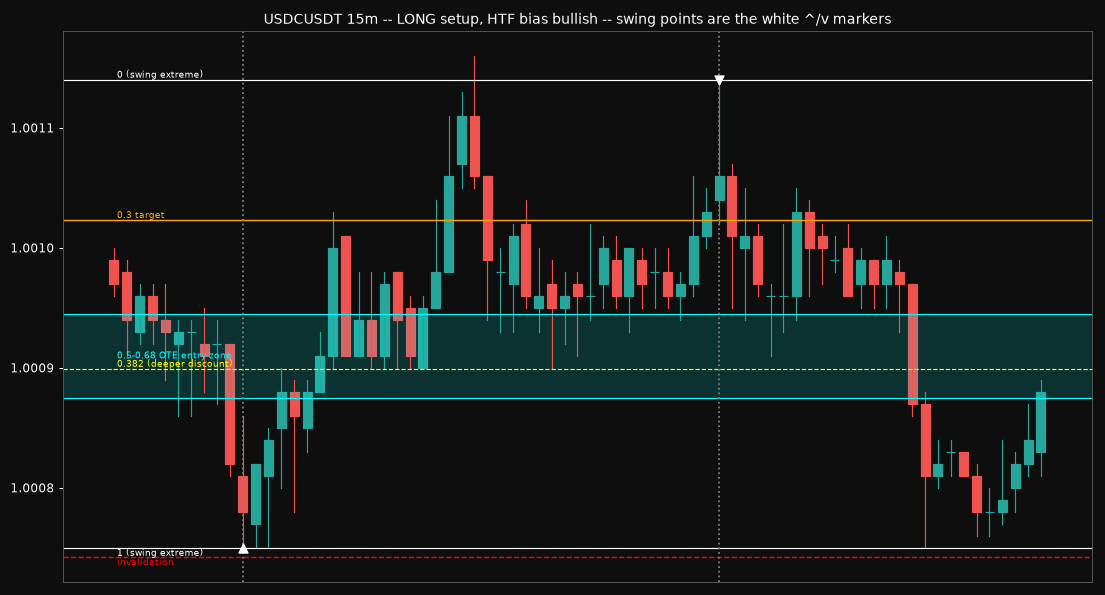 USDCUSDT 15m -- LONG setup, HTF bias bullish -- swing points are the white ^/v markers
0 (swing extreme)
1.0011
0.3 target
1.0010
0.5-0.68 OTE entry zone
0.382 (deeper discount)
1.0009
1.0008
1 (swing extreme)
invalidation